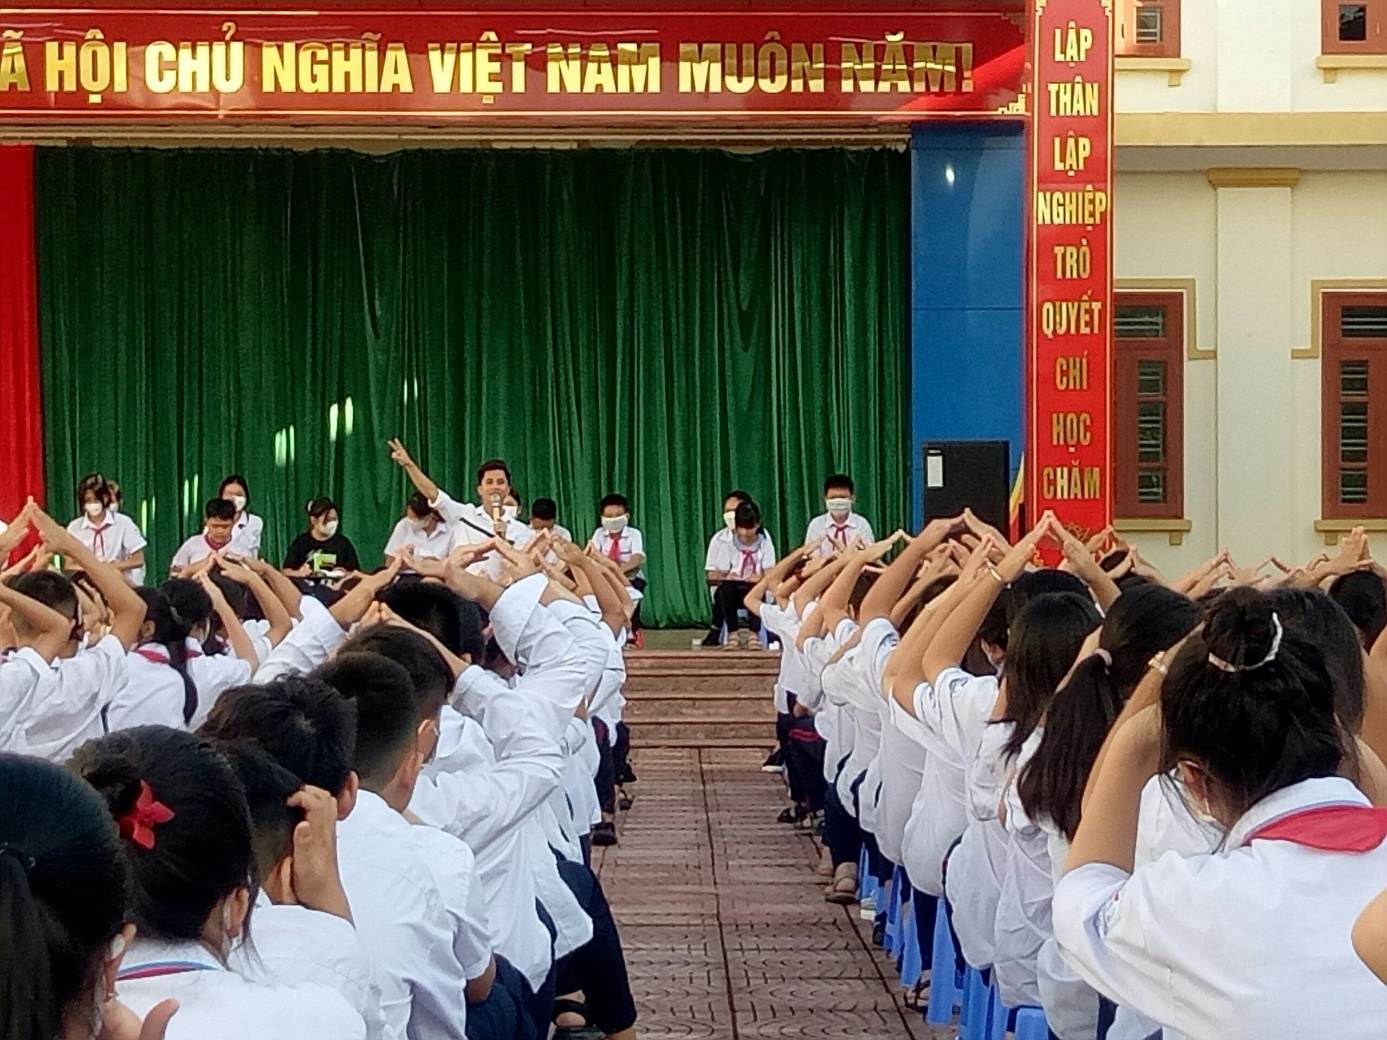 Ã HỘI CHỦ NGHĨA VIỆT NAM MUÔN NĂM!
LẬP
THÂN
LẬP
NGHIỆP
TRÒ
QUYẾT
CHÍ
HỌC
CHĂM